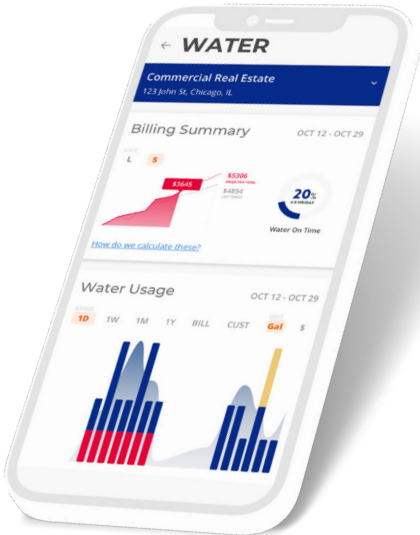 ← WATER
Commercial Real Estate
123 John St, Chicago, IL
Billing Summary OCT 12 - OCT 29
L $
$3645
$5306
$4854
20%
Water On Time
How do we calculate these?
Water Usage OCT 12 - OCT 29
1D 1W 1M 1Y BILL CUST Gal $